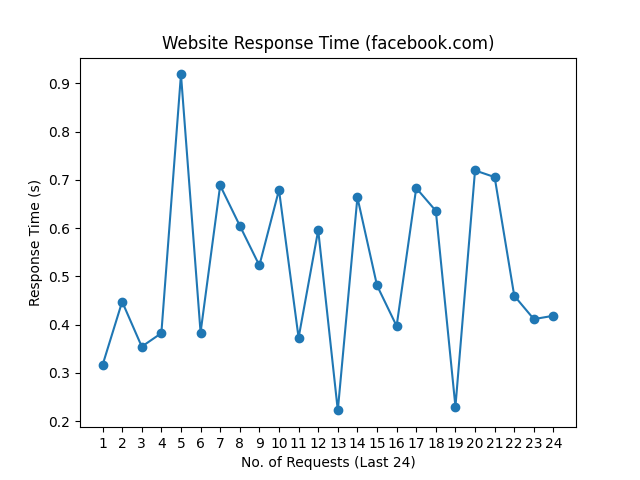 Website Response Time (facebook.com)
Response Time (s)
0.9
0.8
0.7
0.6
0.5
0.4
0.3
0.2
1 2 3 4 5 6 7 8 9 10 11 12 13 14 15 16 17 18 19 20 21 22 23 24
No. of Requests (Last 24)